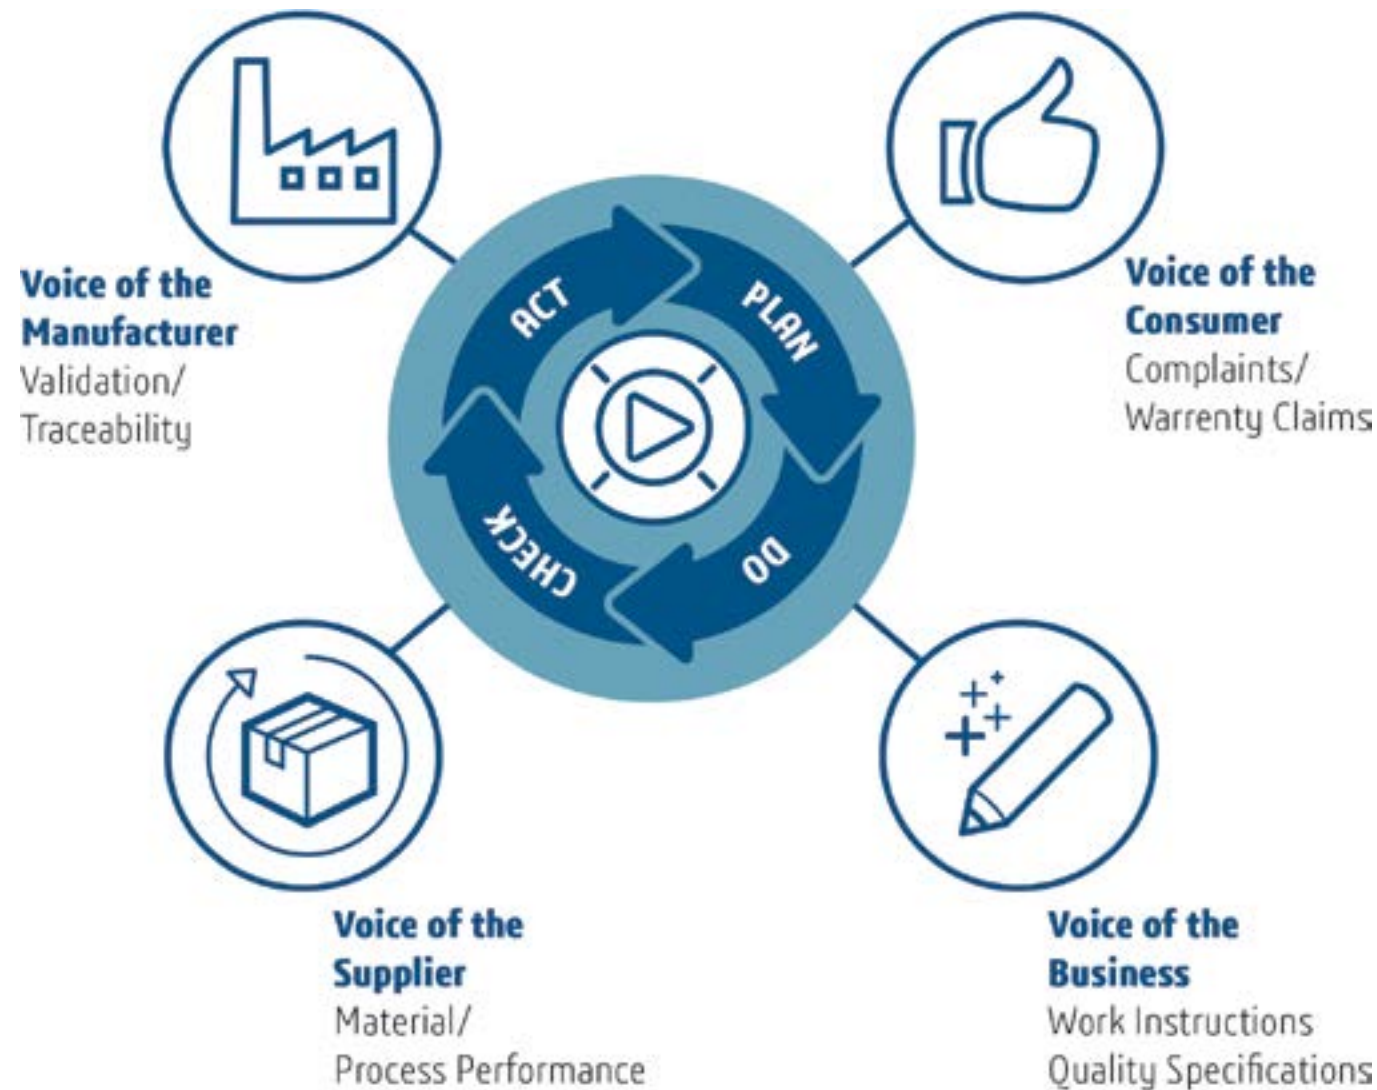 Voice of the
Manufacturer
Validation/
Traceability
Voice of the
Consumer
Complaints/
Warrenty Claims
ACT
PLAN
DO
CHECK
Voice of the
Supplier
Material/
Process Performance
Voice of the
Business
Work Instructions
Quality Specifications